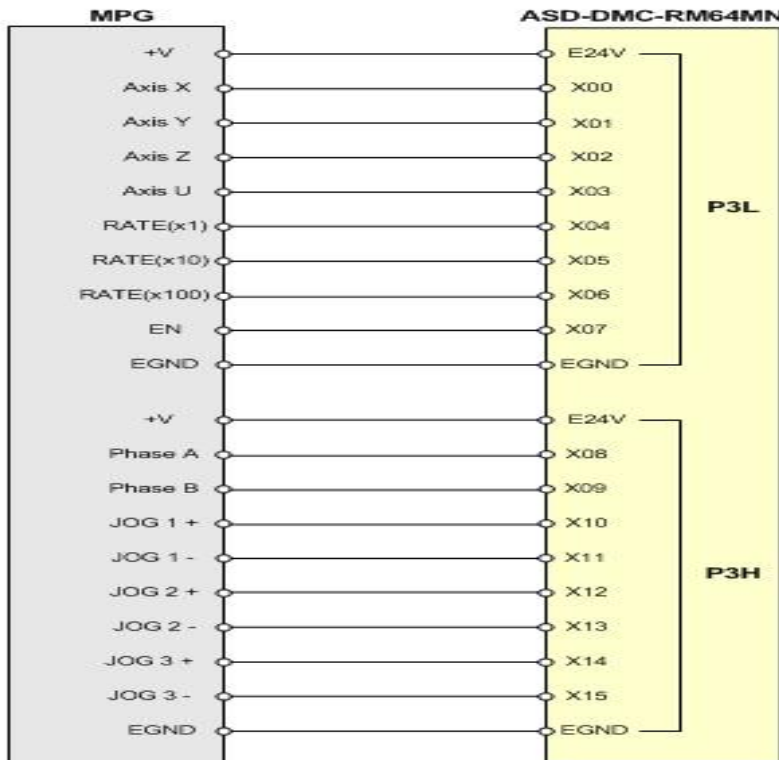 MPG ASD-DMC-RM64MN
+V E24V
Axis X X00
Axis Y X01
Axis Z X02
Axis U X03
P3L
RATE(x1) X04
RATE(x10) X05
RATE(x100) X06
EN X07
EGND EGND
+V E24V
Phase A X08
Phase B X09
JOG 1 + X10
JOG 1 - X11
P3H
JOG 2 + X12
JOG 2 - X13
JOG 3 + X14
JOG 3 - X15
EGND EGND